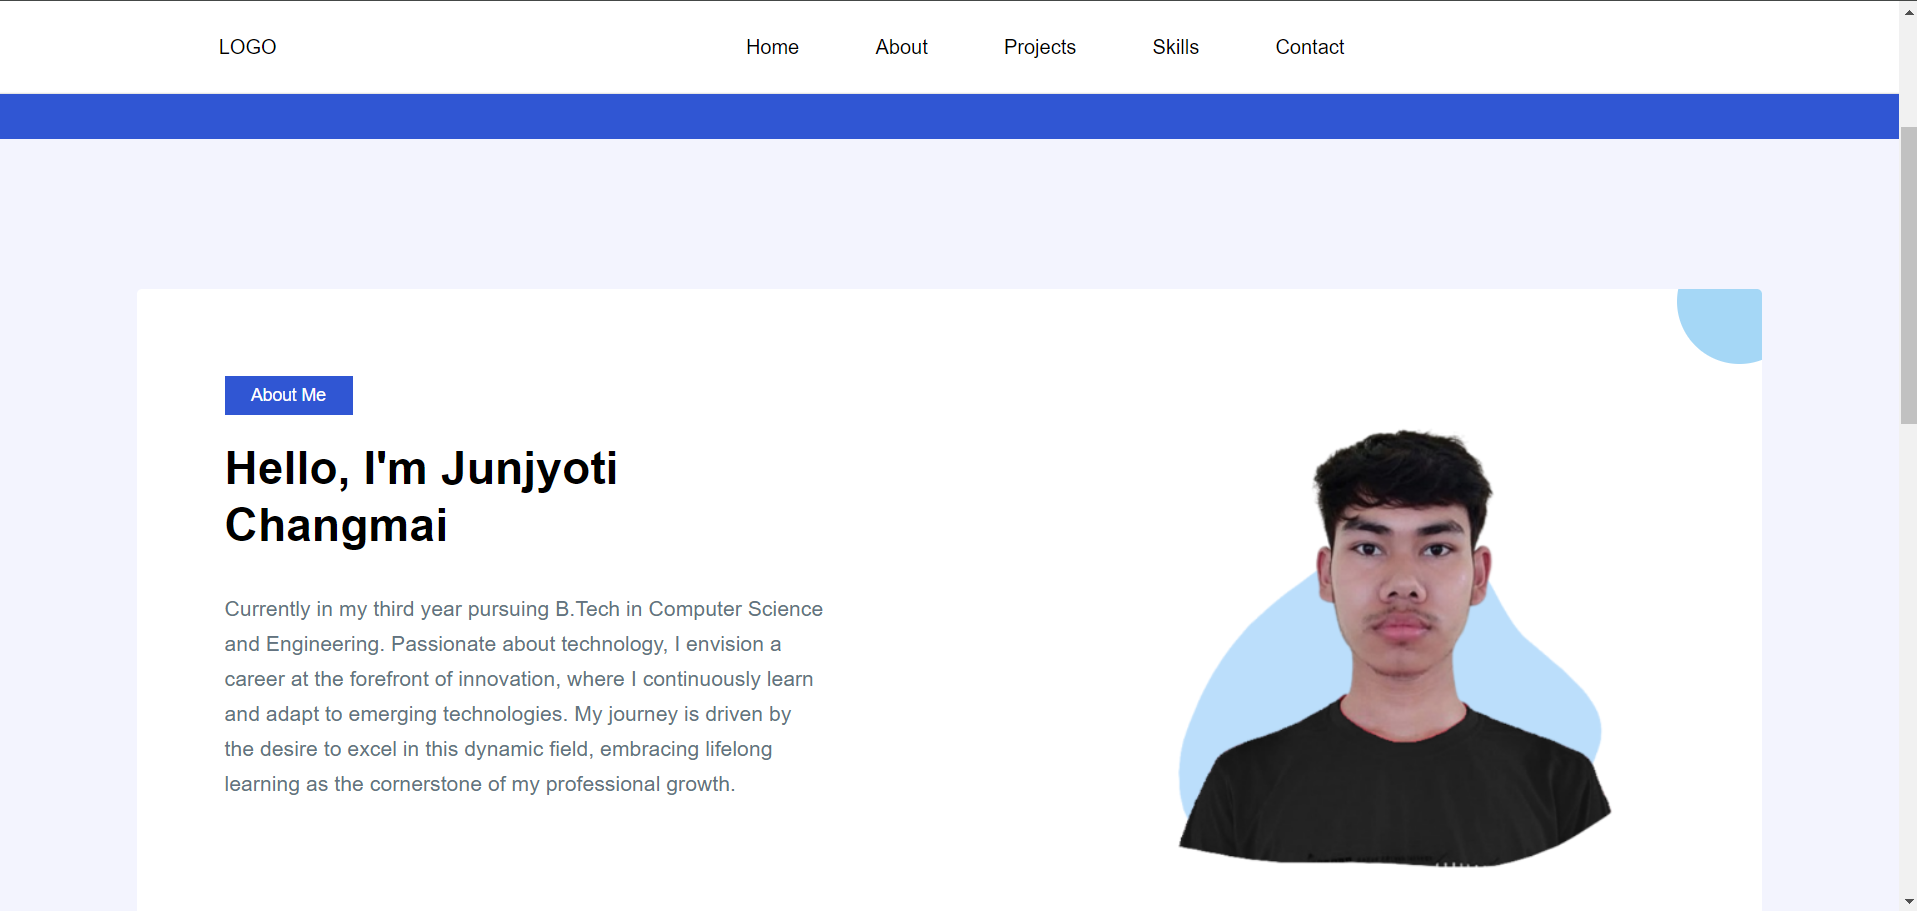 LOGO
Home
About
Projects
Skills
Contact
About Me
Hello, I'm Junjyoti
Changmai
Currently in my third year pursuing B.Tech in Computer Science
and Engineering. Passionate about technology, I envision a
career at the forefront of innovation, where I continuously learn
and adapt to emerging technologies. My journey is driven by
the desire to excel in this dynamic field, embracing lifelong
learning as the cornerstone of my professional growth.